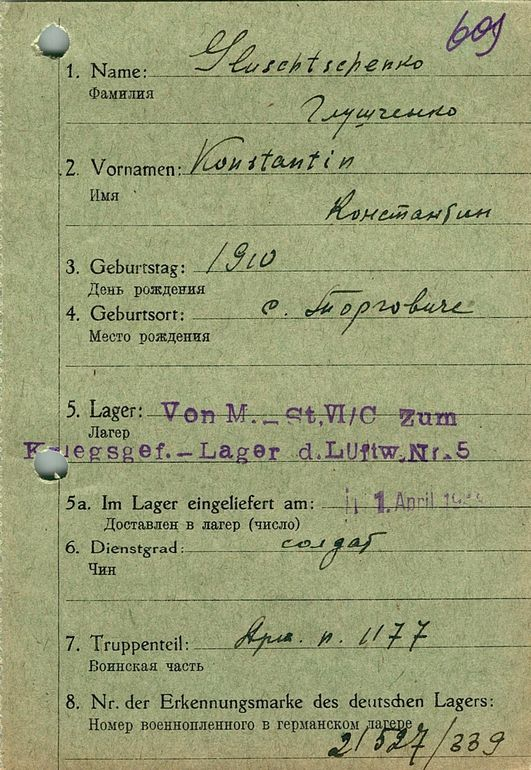 609
1. Name: Gluschtschenko
Фамилия
Глущенко
2. Vornamen: Konstantin
Имя
Константин
3. Geburtstag: 1910
День рождения
4. Geburtsort: с. Торговиче
Место рождения
5. Lager: Von M.-St,VI/C Zum
Лагер
Kriegsgef.-Lager d.Luftw.Nr.5
5a. Im Lager eingeliefert am: 1. April
Доставлен в лагер (число)
6. Dienstgrad: солдат
Чин
7. Truppenteil: п. 1177
Воинская часть
8. Nr. der Erkennungsmarke des deutschen Lagers:
Номер военнопленного в германском лагере
21527/339